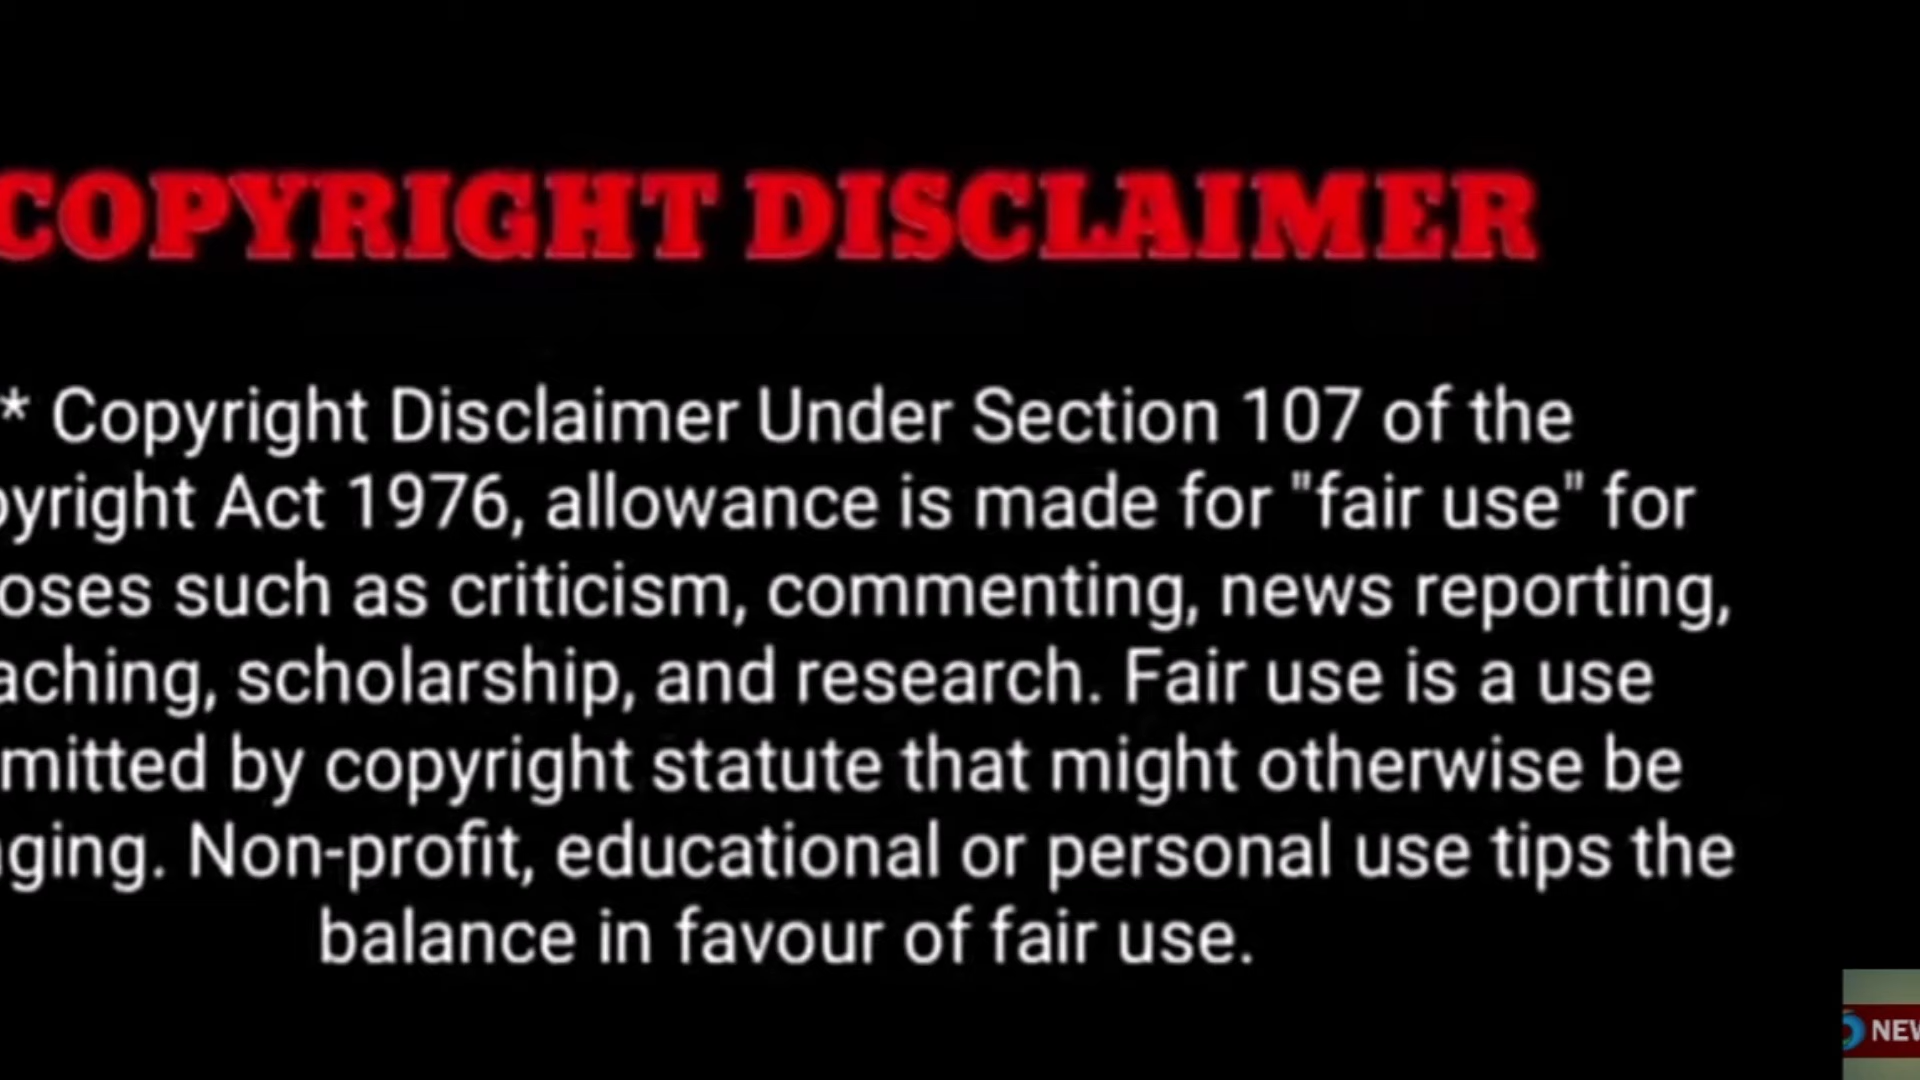 COPYRIGHT DISCLAIMER
* Copyright Disclaimer Under Section 107 of the
pyright Act 1976, allowance is made for "fair use" for
oses such as criticism, commenting, news reporting,
aching, scholarship, and research. Fair use is a use
mitted by copyright statute that might otherwise be
ging. Non-profit, educational or personal use tips the
balance in favour of fair use.
NEW